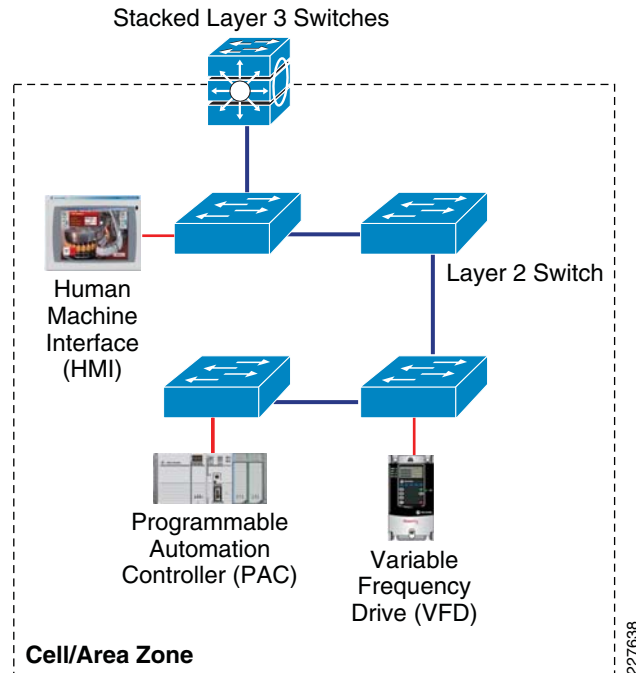 Stacked Layer 3 Switches
Human
Machine
Interface
(HMI)
Layer 2 Switch
Programmable
Automation
Controller (PAC)
Variable
Frequency
Drive (VFD)
Cell/Area Zone
227638